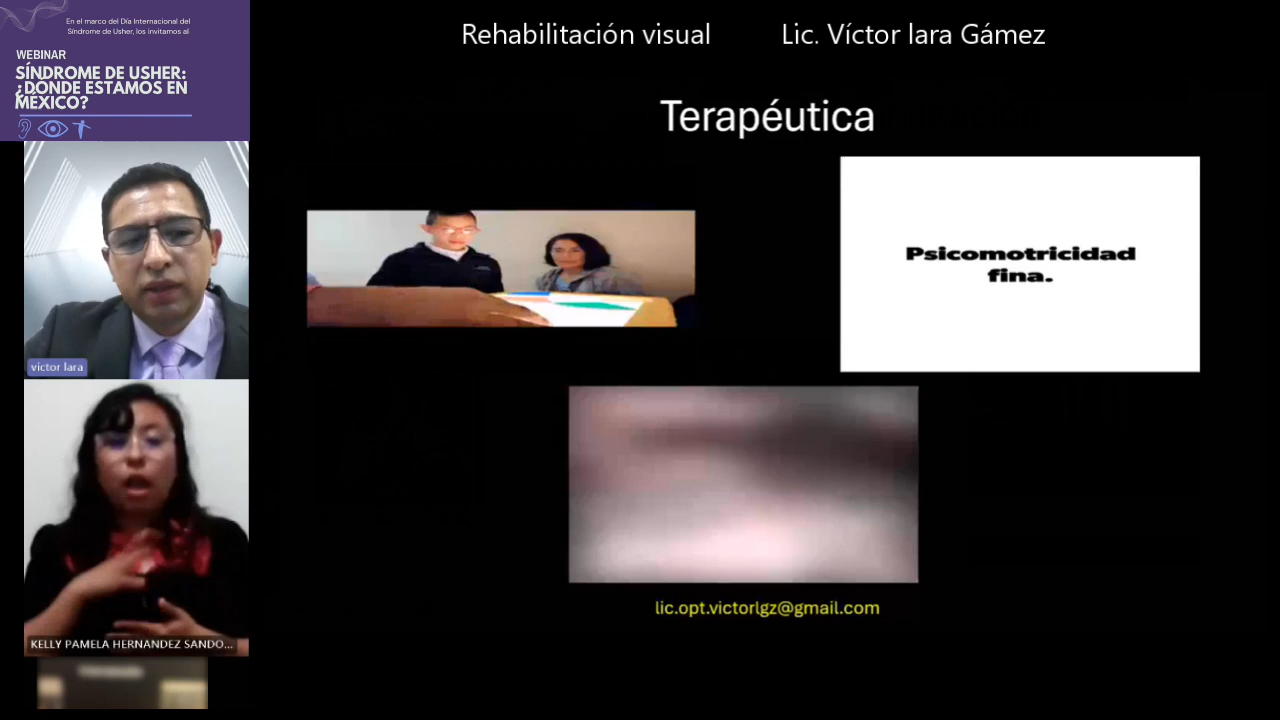 En el marco del Día Internacional del
Síndrome de Usher, los invitamos al
WEBINAR
SÍNDROME DE USHER:
¿DONDE ESTAMOS EN
MÉXICO?
Rehabilitación visual Lic. Víctor lara Gámez
Terapéutica
Psicomotricidad
fina.
victor lara
KELLY PAMELA HERNANDEZ SANDO...
lic.opt.victorlgz@gmail.com